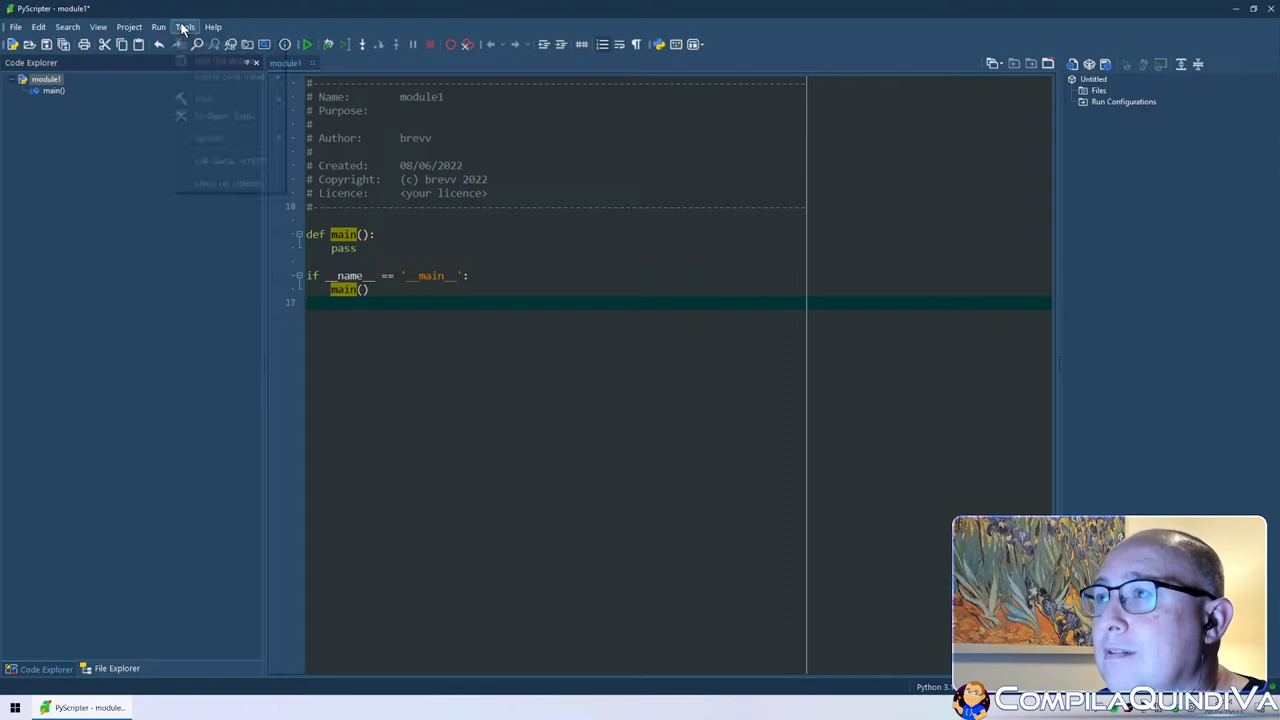 PyScripter - module1*
File Edit Search View Project Run Tools Help
Code Explorer
module1
Untitled
module1
main()
Files
Run Configurations
#------------------------------------------------------------------------------
# Name: module1
# Purpose:
#
# Author: brevv
#
# Created: 08/06/2022
# Copyright: (c) brevv 2022
# Licence: <your licence>
10 #------------------------------------------------------------------------------
def main():
pass
if __name__ == '__main__':
main()
17
Code Explorer File Explorer
PyScripter - module...
CompilaQuindiVa